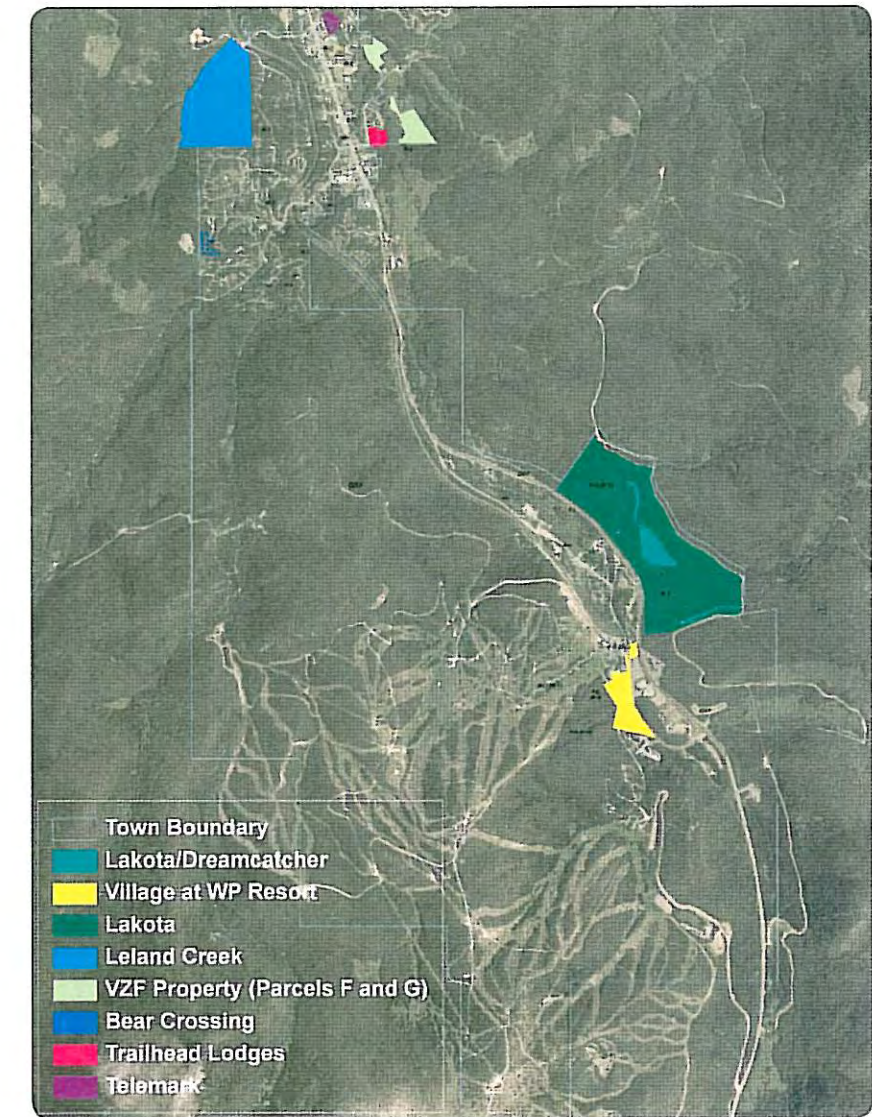 Town Boundary
Lakota/Dreamcatcher
Village at WP Resort
Lakota
Leland Creek
VZF Property (Parcels F and G)
Bear Crossing
Trailhead Lodges
Telemark